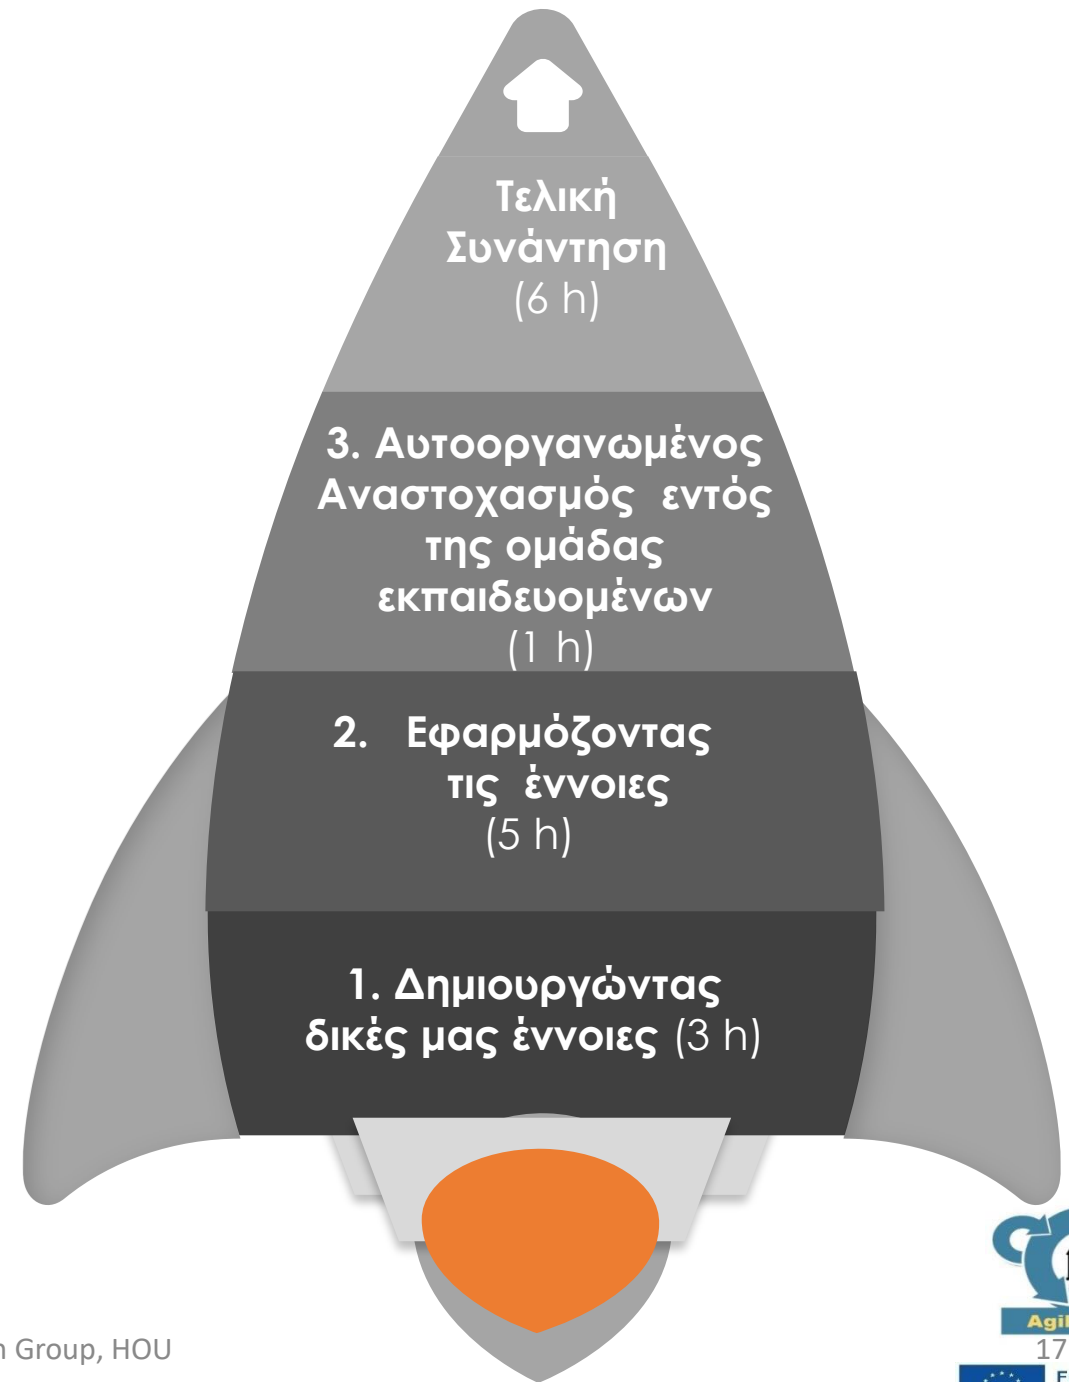 Τελική
Συνάντηση
(6 h)
3. Αυτοοργανωμένος
Αναστοχασμός εντός
της ομάδας
εκπαιδευομένων
(1 h)
2. Εφαρμόζοντας
τις έννοιες
(5 h)
1. Δημιουργώντας
δικές μας έννοιες (3 h)
Group, HOU
17